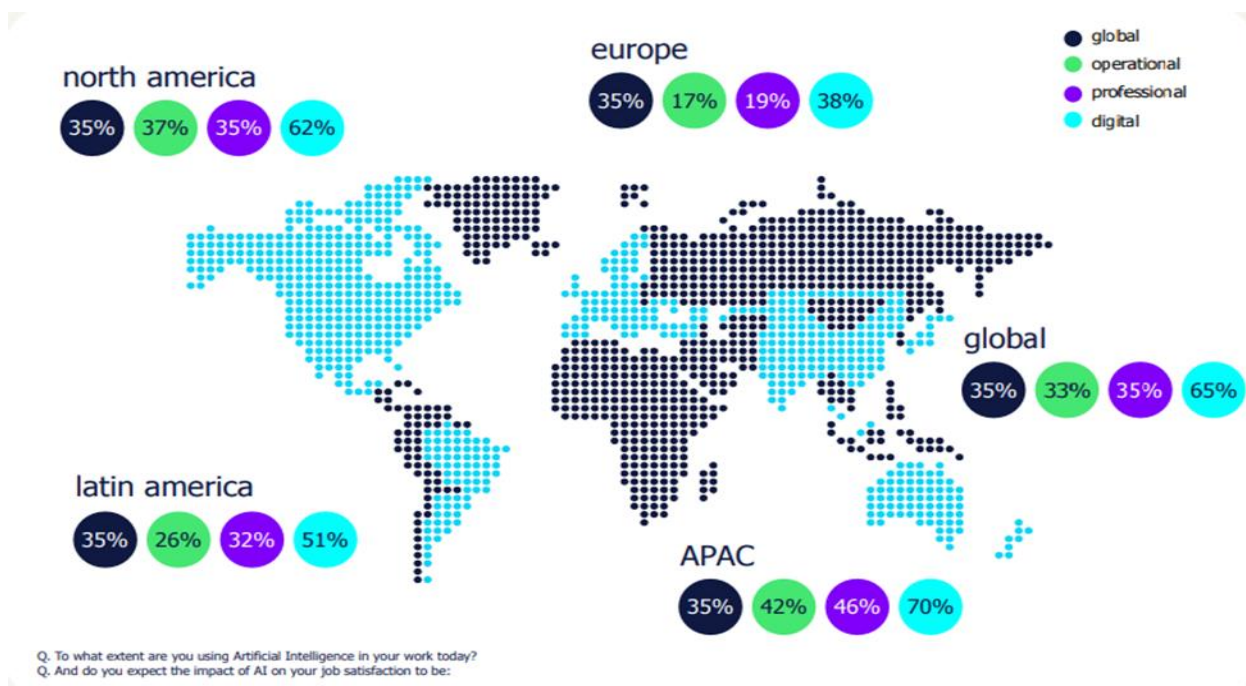 north america
35% 37% 35% 62%
europe
35% 17% 19% 38%
global
operational
professional
digital
global
35% 33% 35% 65%
latin america
35% 26% 32% 51%
APAC
35% 42% 46% 70%
Q. To what extent are you using Artificial Intelligence in your work today?
Q. And do you expect the impact of AI on your job satisfaction to be: